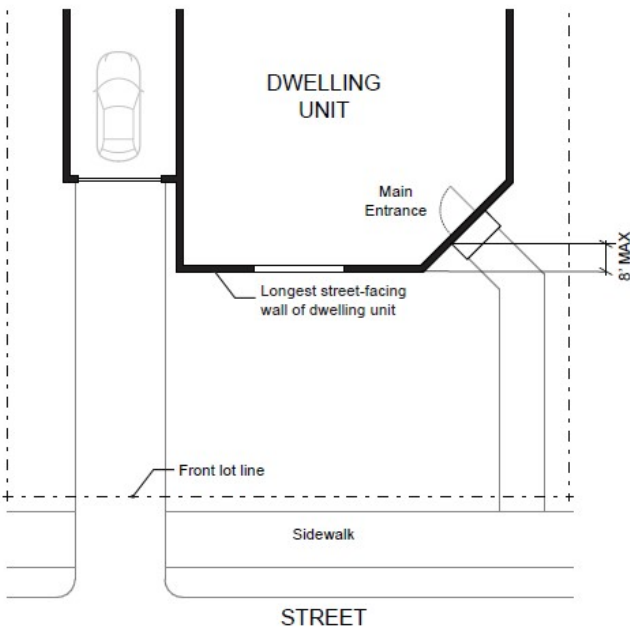 DWELLING
UNIT
Main
Entrance
8' MAX
Longest street-facing
wall of dwelling unit
Front lot line
Sidewalk
STREET